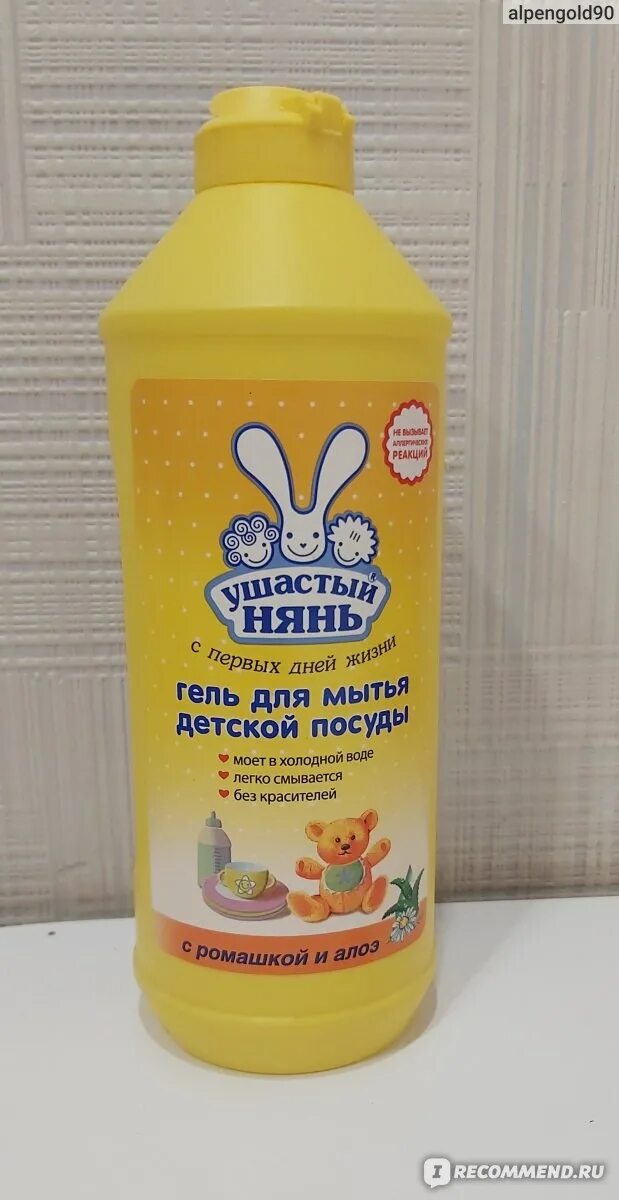 alpengold90
НЕ ВЫЗЫВАЕТ
АЛЛЕРГИЧЕСКИХ
РЕАКЦИЙ
УШАСТЫЙ®
НЯНЬ
с первых дней жизни
гель для мытья
детской посуды
моет в холодной воде
легко смывается
без красителей
с ромашкой и алоэ
IRECOMMEND.RU